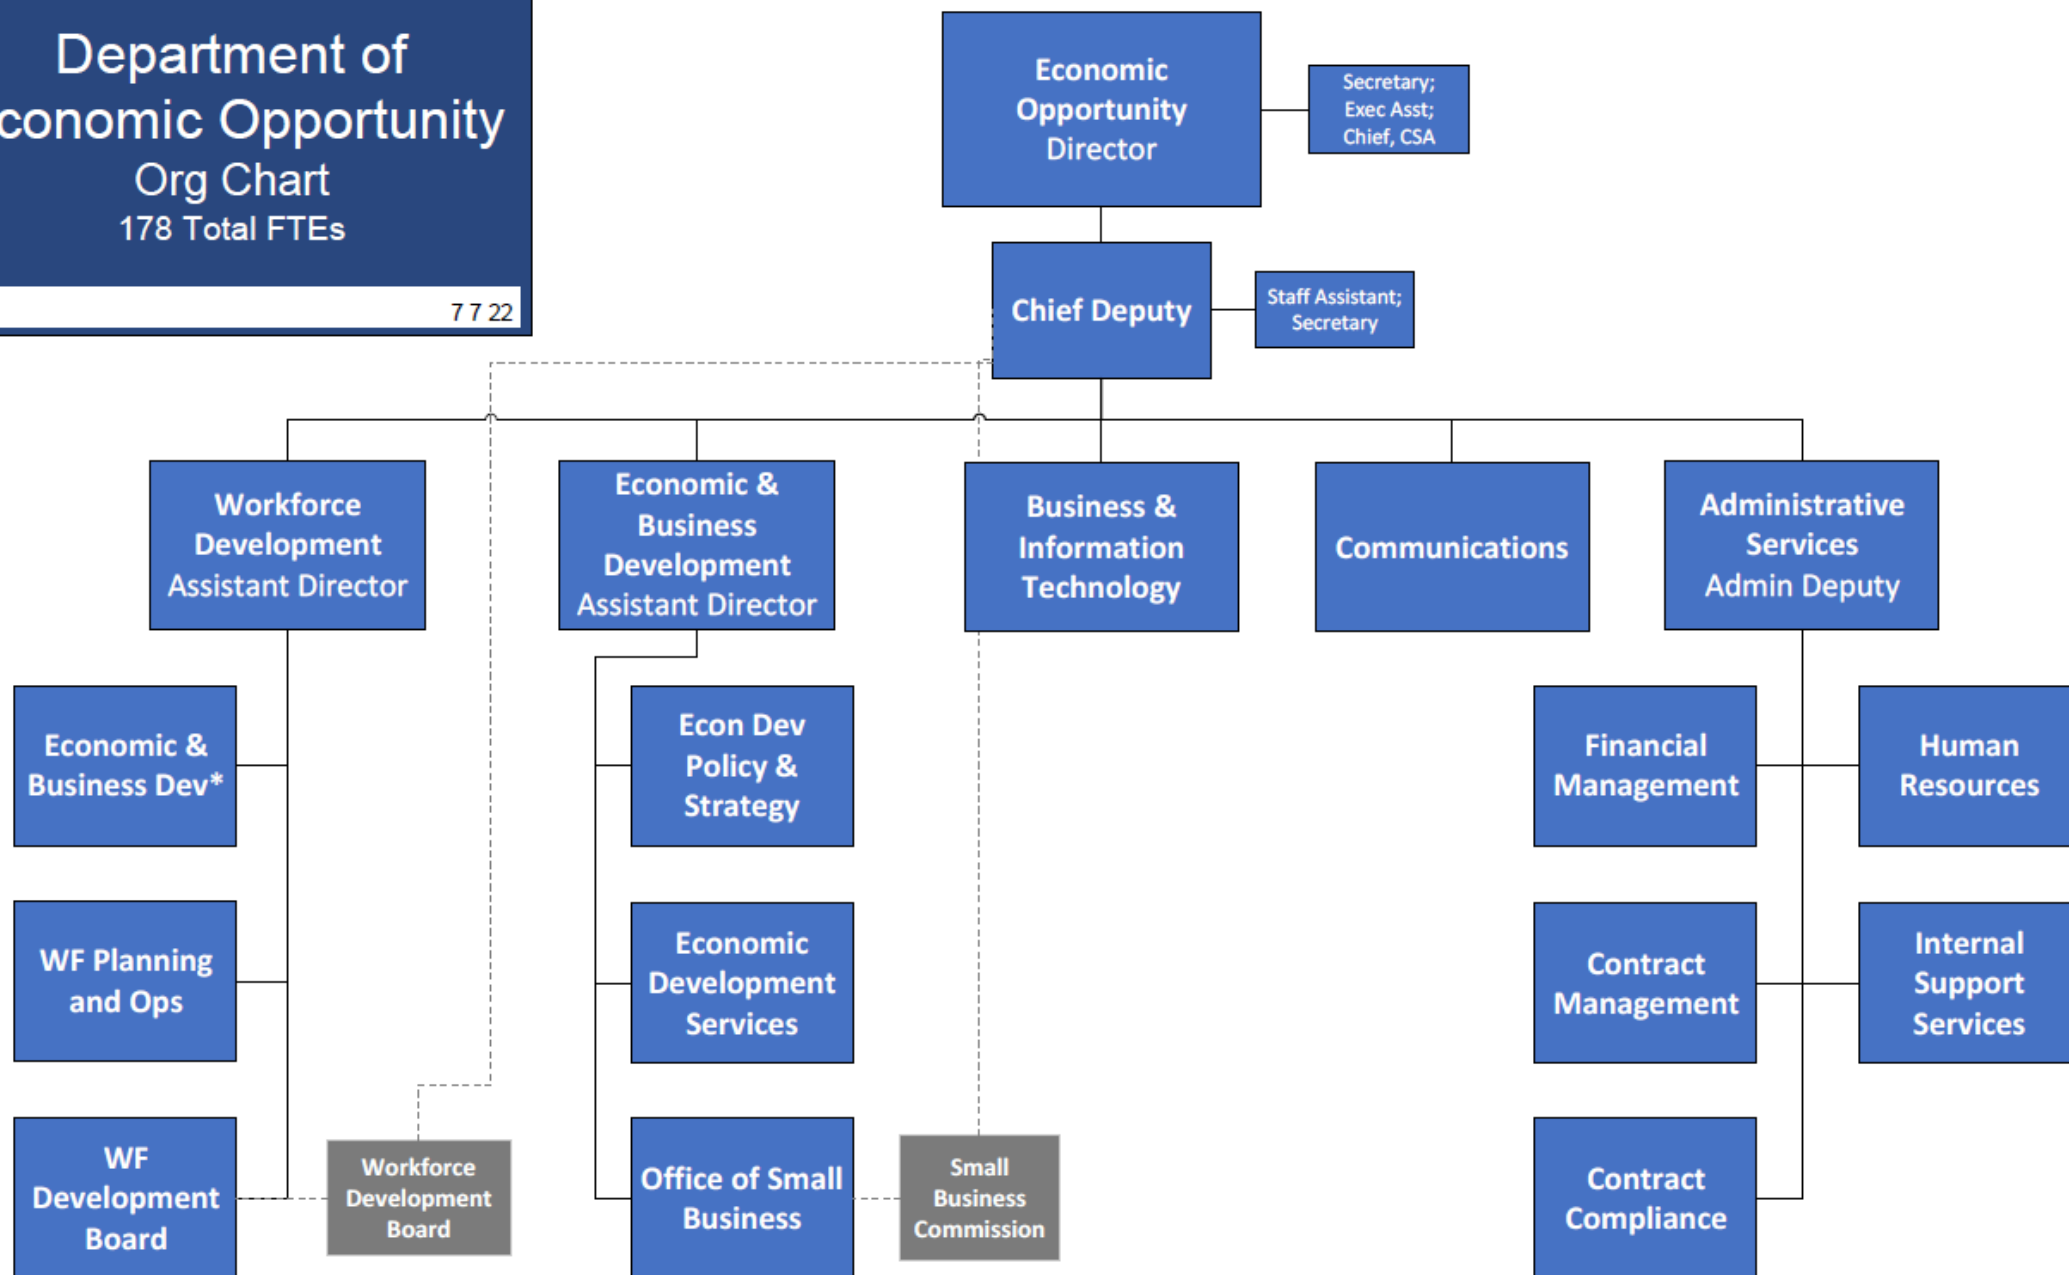 Department of
conomic Opportunity
Org Chart
178 Total FTEs
7 7 22
Economic
Opportunity
Director
Secretary;
Exec Asst;
Chief, CSA
Chief Deputy
Staff Assistant;
Secretary
Workforce
Development
Assistant Director
Economic &
Business
Development
Assistant Director
Business &
Information
Technology
Communications
Administrative
Services
Admin Deputy
Economic &
Business Dev*
Econ Dev
Policy &
Strategy
Financial
Management
Human
Resources
WF Planning
and Ops
Economic
Development
Services
Contract
Management
Internal
Support
Services
WF
Development
Board
Workforce
Development
Board
Office of Small
Business
Small
Business
Commission
Contract
Compliance